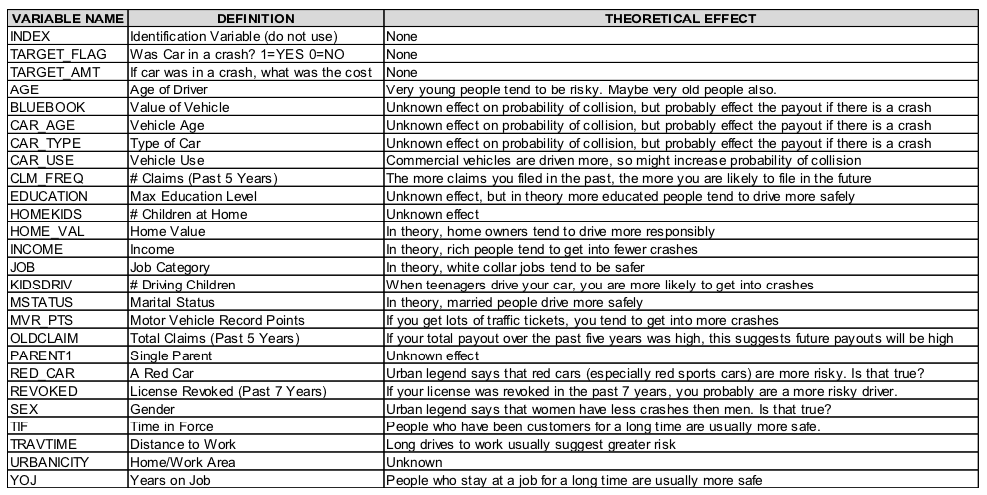 VARIABLE NAME DEFINITION THEORETICAL EFFECT
INDEX Identification Variable (do not use) None
TARGET_FLAG Was Car in a crash? 1=YES 0=NO None
TARGET_AMT If car was in a crash, what was the cost None
AGE Age of Driver Very young people tend to be risky. Maybe very old people also.
BLUEBOOK Value of Vehicle Unknown effect on probability of collision, but probably effect the payout if there is a crash
CAR_AGE Vehicle Age Unknown effect on probability of collision, but probably effect the payout if there is a crash
CAR_TYPE Type of Car Unknown effect on probability of collision, but probably effect the payout if there is a crash
CAR_USE Vehicle Use Commercial vehicles are driven more, so might increase probability of collision
CLM_FREQ # Claims (Past 5 Years) The more claims you filed in the past, the more you are likely to file in the future
EDUCATION Max Education Level Unknown effect, but in theory more educated people tend to drive more safely
HOMEKIDS # Children at Home Unknown effect
HOME_VAL Home Value In theory, home owners tend to drive more responsibly
INCOME Income In theory, rich people tend to get into fewer crashes
JOB Job Category In theory, white collar jobs tend to be safer
KIDSDRIV # Driving Children When teenagers drive your car, you are more likely to get into crashes
MSTATUS Marital Status In theory, married people drive more safely
MVR_PTS Motor Vehicle Record Points If you get lots of traffic tickets, you tend to get into more crashes
OLDCLAIM Total Claims (Past 5 Years) If your total payout over the past five years was high, this suggests future payouts will be high
PARENT1 Single Parent Unknown effect
RED_CAR A Red Car Urban legend says that red cars (especially red sports cars) are more risky. Is that true?
REVOKED License Revoked (Past 7 Years) If your license was revoked in the past 7 years, you probably are a more risky driver.
SEX Gender Urban legend says that women have less crashes then men. Is that true?
TIF Time in Force People who have been customers for a long time are usually more safe.
TRAVTIME Distance to Work Long drives to work usually suggest greater risk
URBANICITY Home/Work Area Unknown
YOJ Years on Job People who stay at a job for a long time are usually more safe